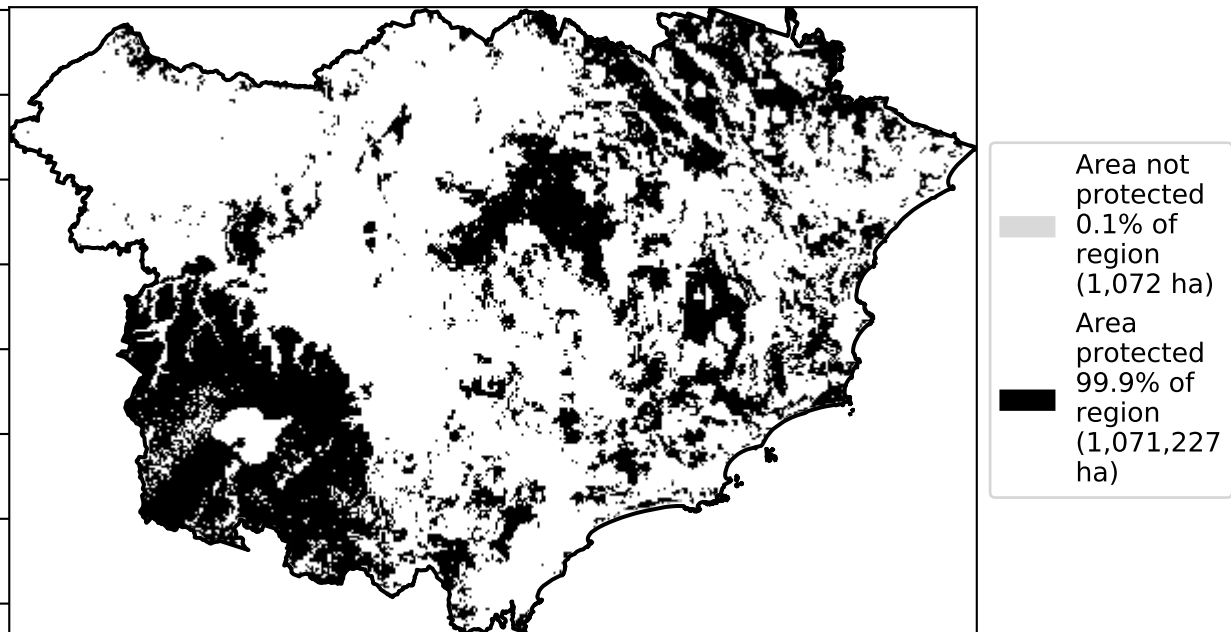 Area not
protected
0.1% of
region
(1,072 ha)
Area
protected
99.9% of
region
(1,071,227
ha)